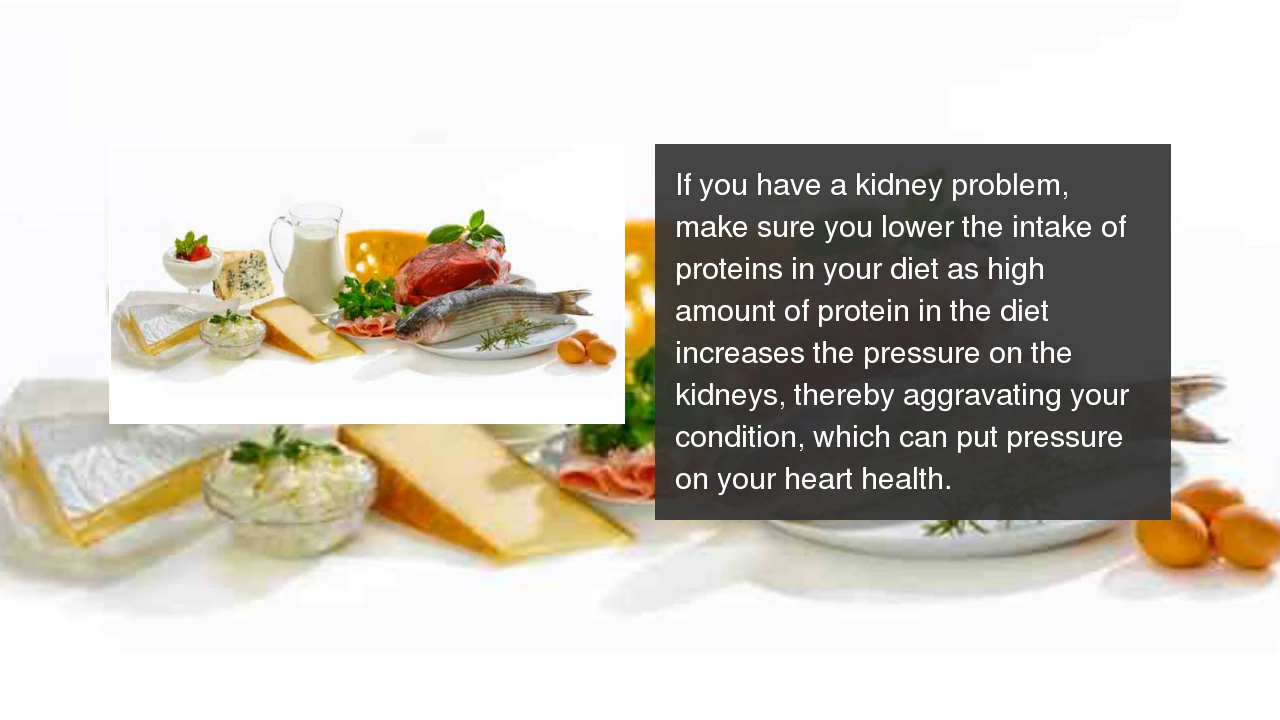 If you have a kidney problem,
make sure you lower the intake of
proteins in your diet as high
amount of protein in the diet
increases the pressure on the
kidneys, thereby aggravating your
condition, which can put pressure
on your heart health.